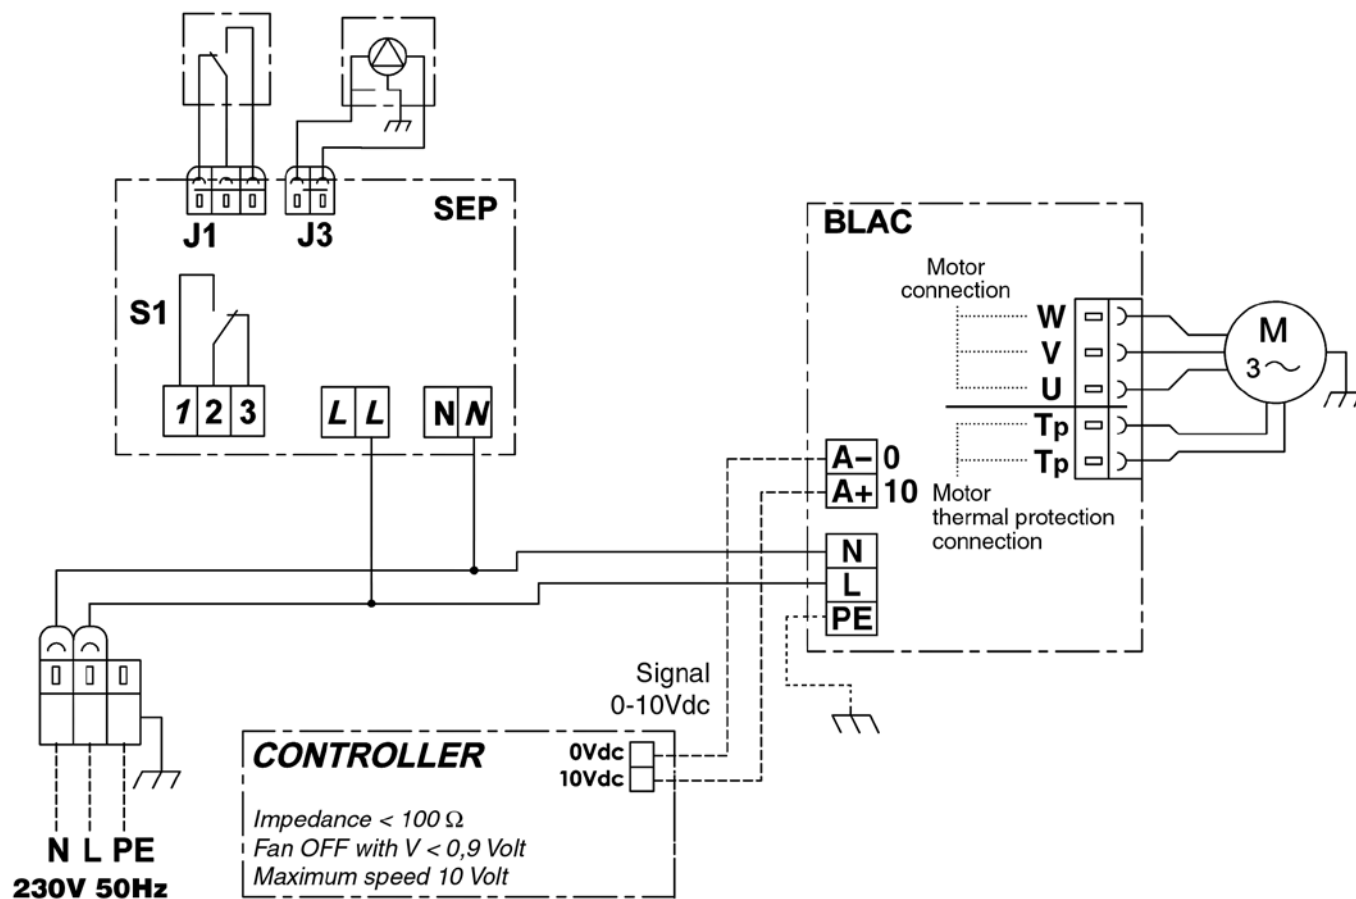 SEP
J1
J3
S1
1 2 3
L L
N N
BLAC
Motor
connection
W
V
U
Tp
Tp
M
3~
A− 0
A+ 10
Motor
thermal protection
connection
N
L
PE
Signal
0-10Vdc
CONTROLLER
0Vdc
10Vdc
Impedance < 100 Ω
Fan OFF with V < 0,9 Volt
Maximum speed 10 Volt
N L PE
230V 50Hz